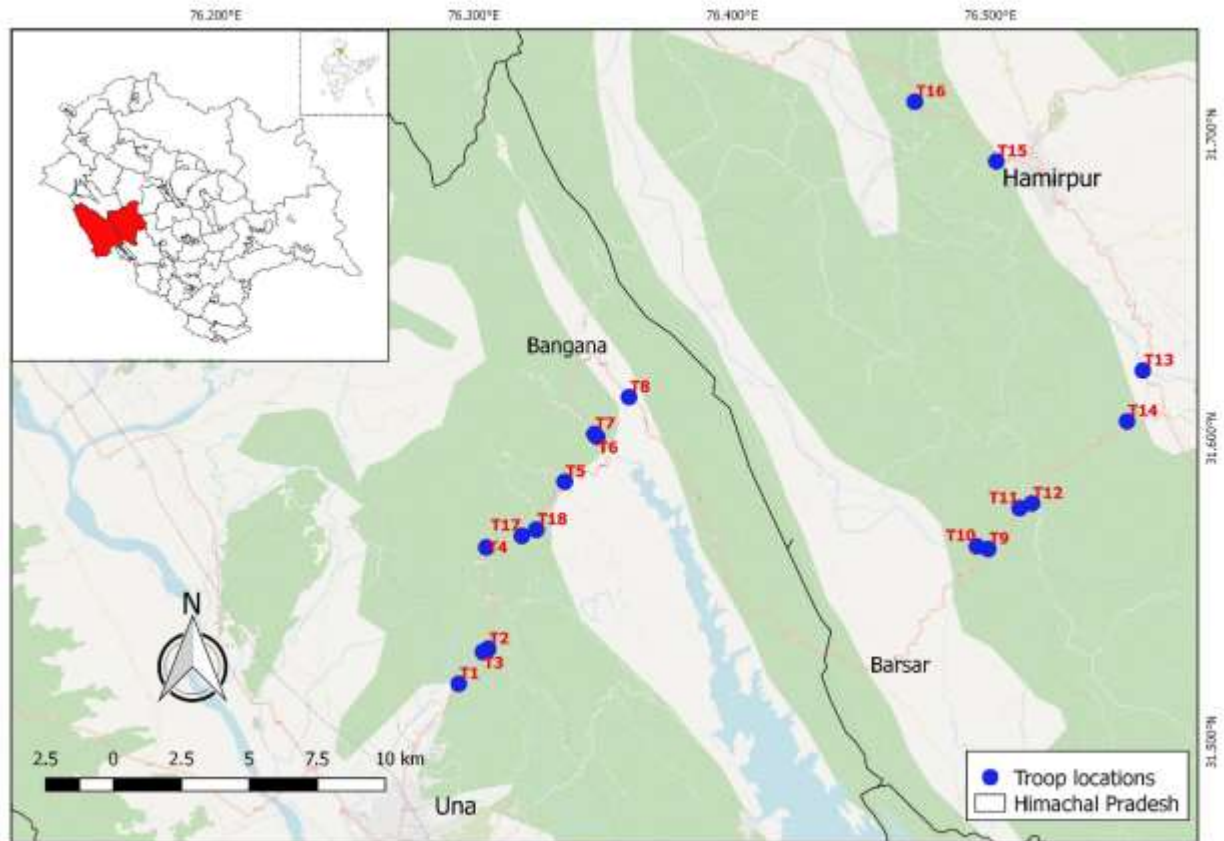 76.200°E 76.300°E 76.400°E 76.500°E
T16
31.700°N
T15
Hamirpur
Bangana
T13
T8
T14
T7
T6
31.600°N
T5
T12
T11
T17 T18
T10 T9
T4
T2
T3
Barsar
T1
N
31.500°N
2.5 0 2.5 5 7.5 10 km
Troop locations
Una
Himachal Pradesh